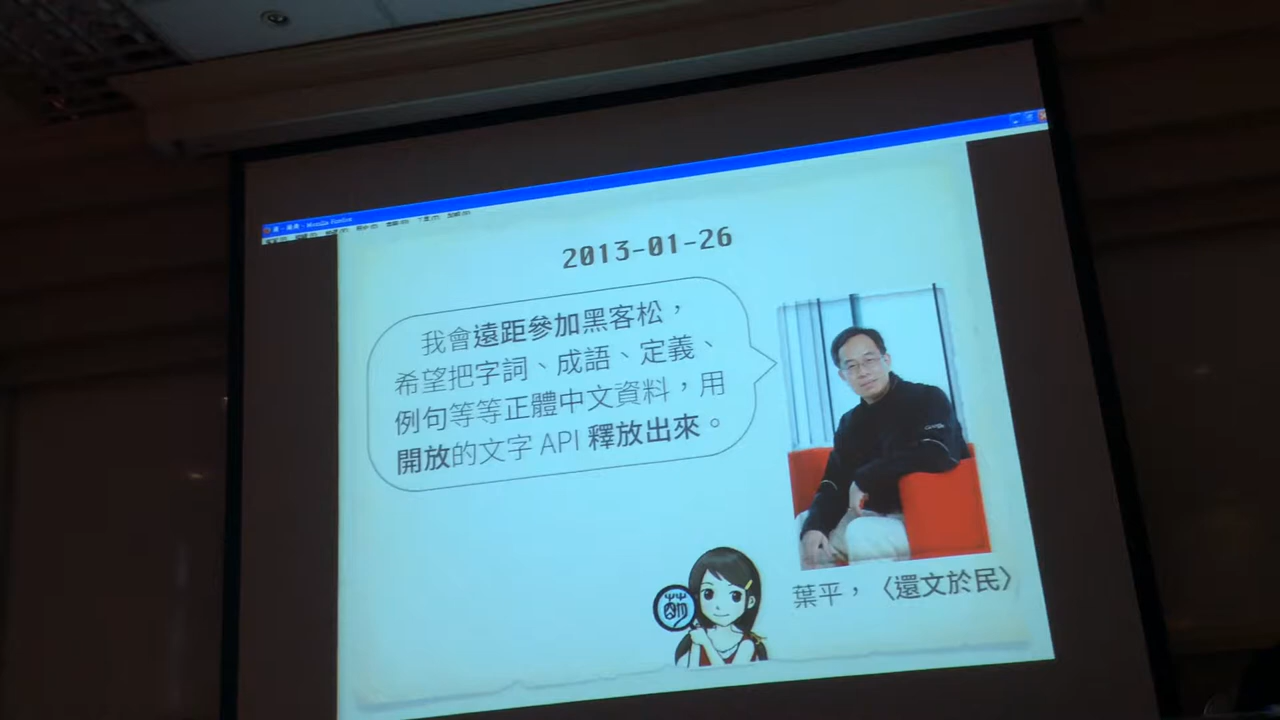 Mozilla Firefox
2013-01-26
我會遠距參加黑客松，
希望把字詞、成語、定義、
例句等等正體中文資料，用
開放的文字 API 釋放出來。
萌
葉平，〈還文於民〉